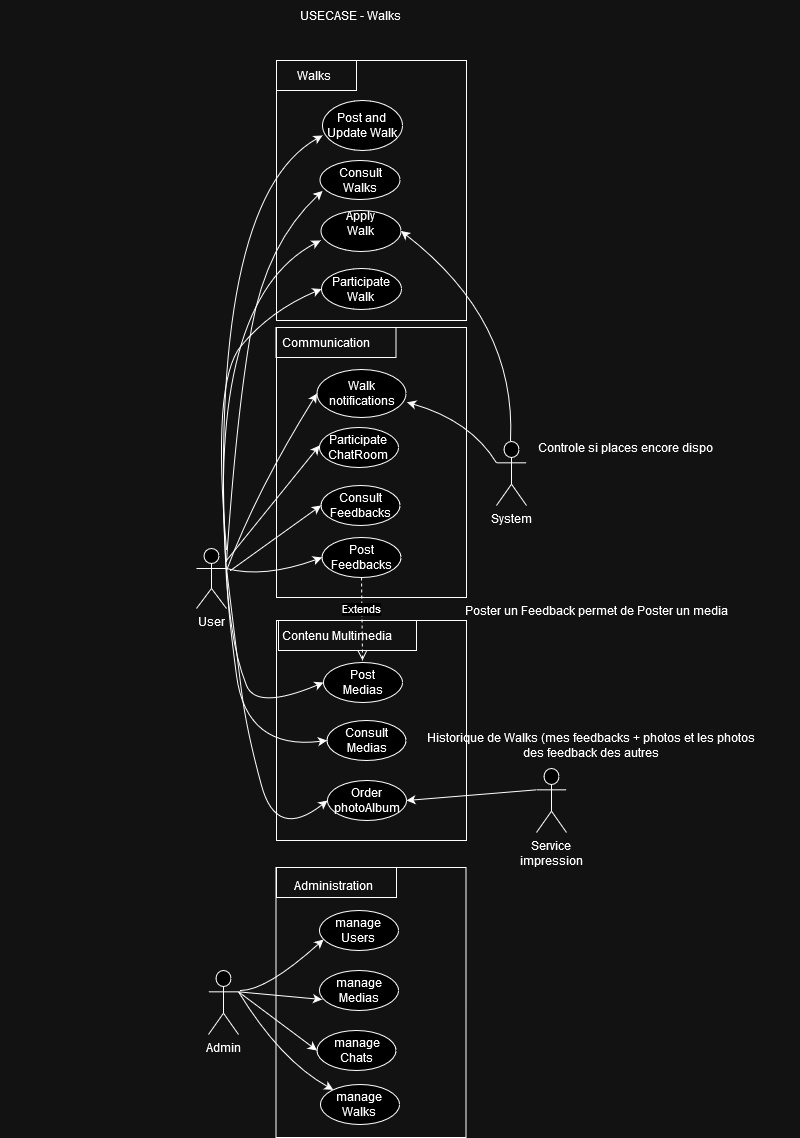 USECASE - Walks
Walks
Post and
Update Walk
Consult
Walks
Apply
Walk
Participate
Walk
Communication
Walk
notifications
Participate
ChatRoom
Consult
Feedbacks
Post
Feedbacks
Controle si places encore dispo
System
User
Extends
Poster un Feedback permet de Poster un media
Contenu Multimedia
Post
Medias
Consult
Medias
Historique de Walks (mes feedbacks + photos et les photos
des feedback des autres
Order
photoAlbum
Service
impression
Administration
manage
Users
manage
Medias
manage
Chats
manage
Walks
Admin